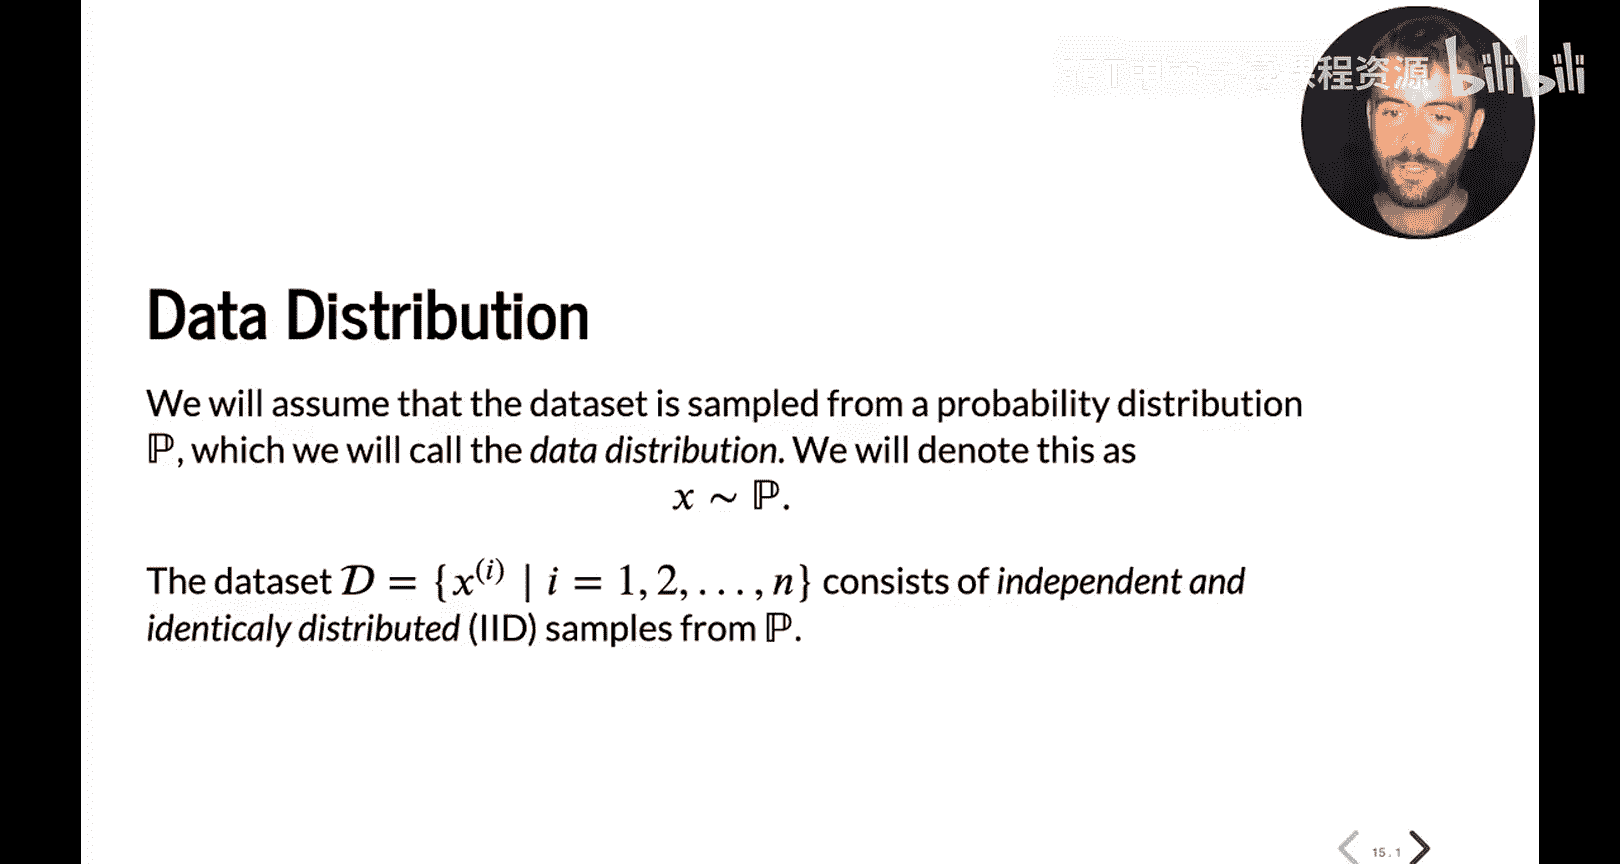 程资源 bilibili
Data Distribution
We will assume that the dataset is sampled from a probability distribution
ℙ, which we will call the data distribution. We will denote this as
x ∼ ℙ.
The dataset 𝒟 = {x⁽ⁱ⁾ | i = 1, 2, . . . , n} consists of independent and
identicaly distributed (IID) samples from ℙ.
15.1